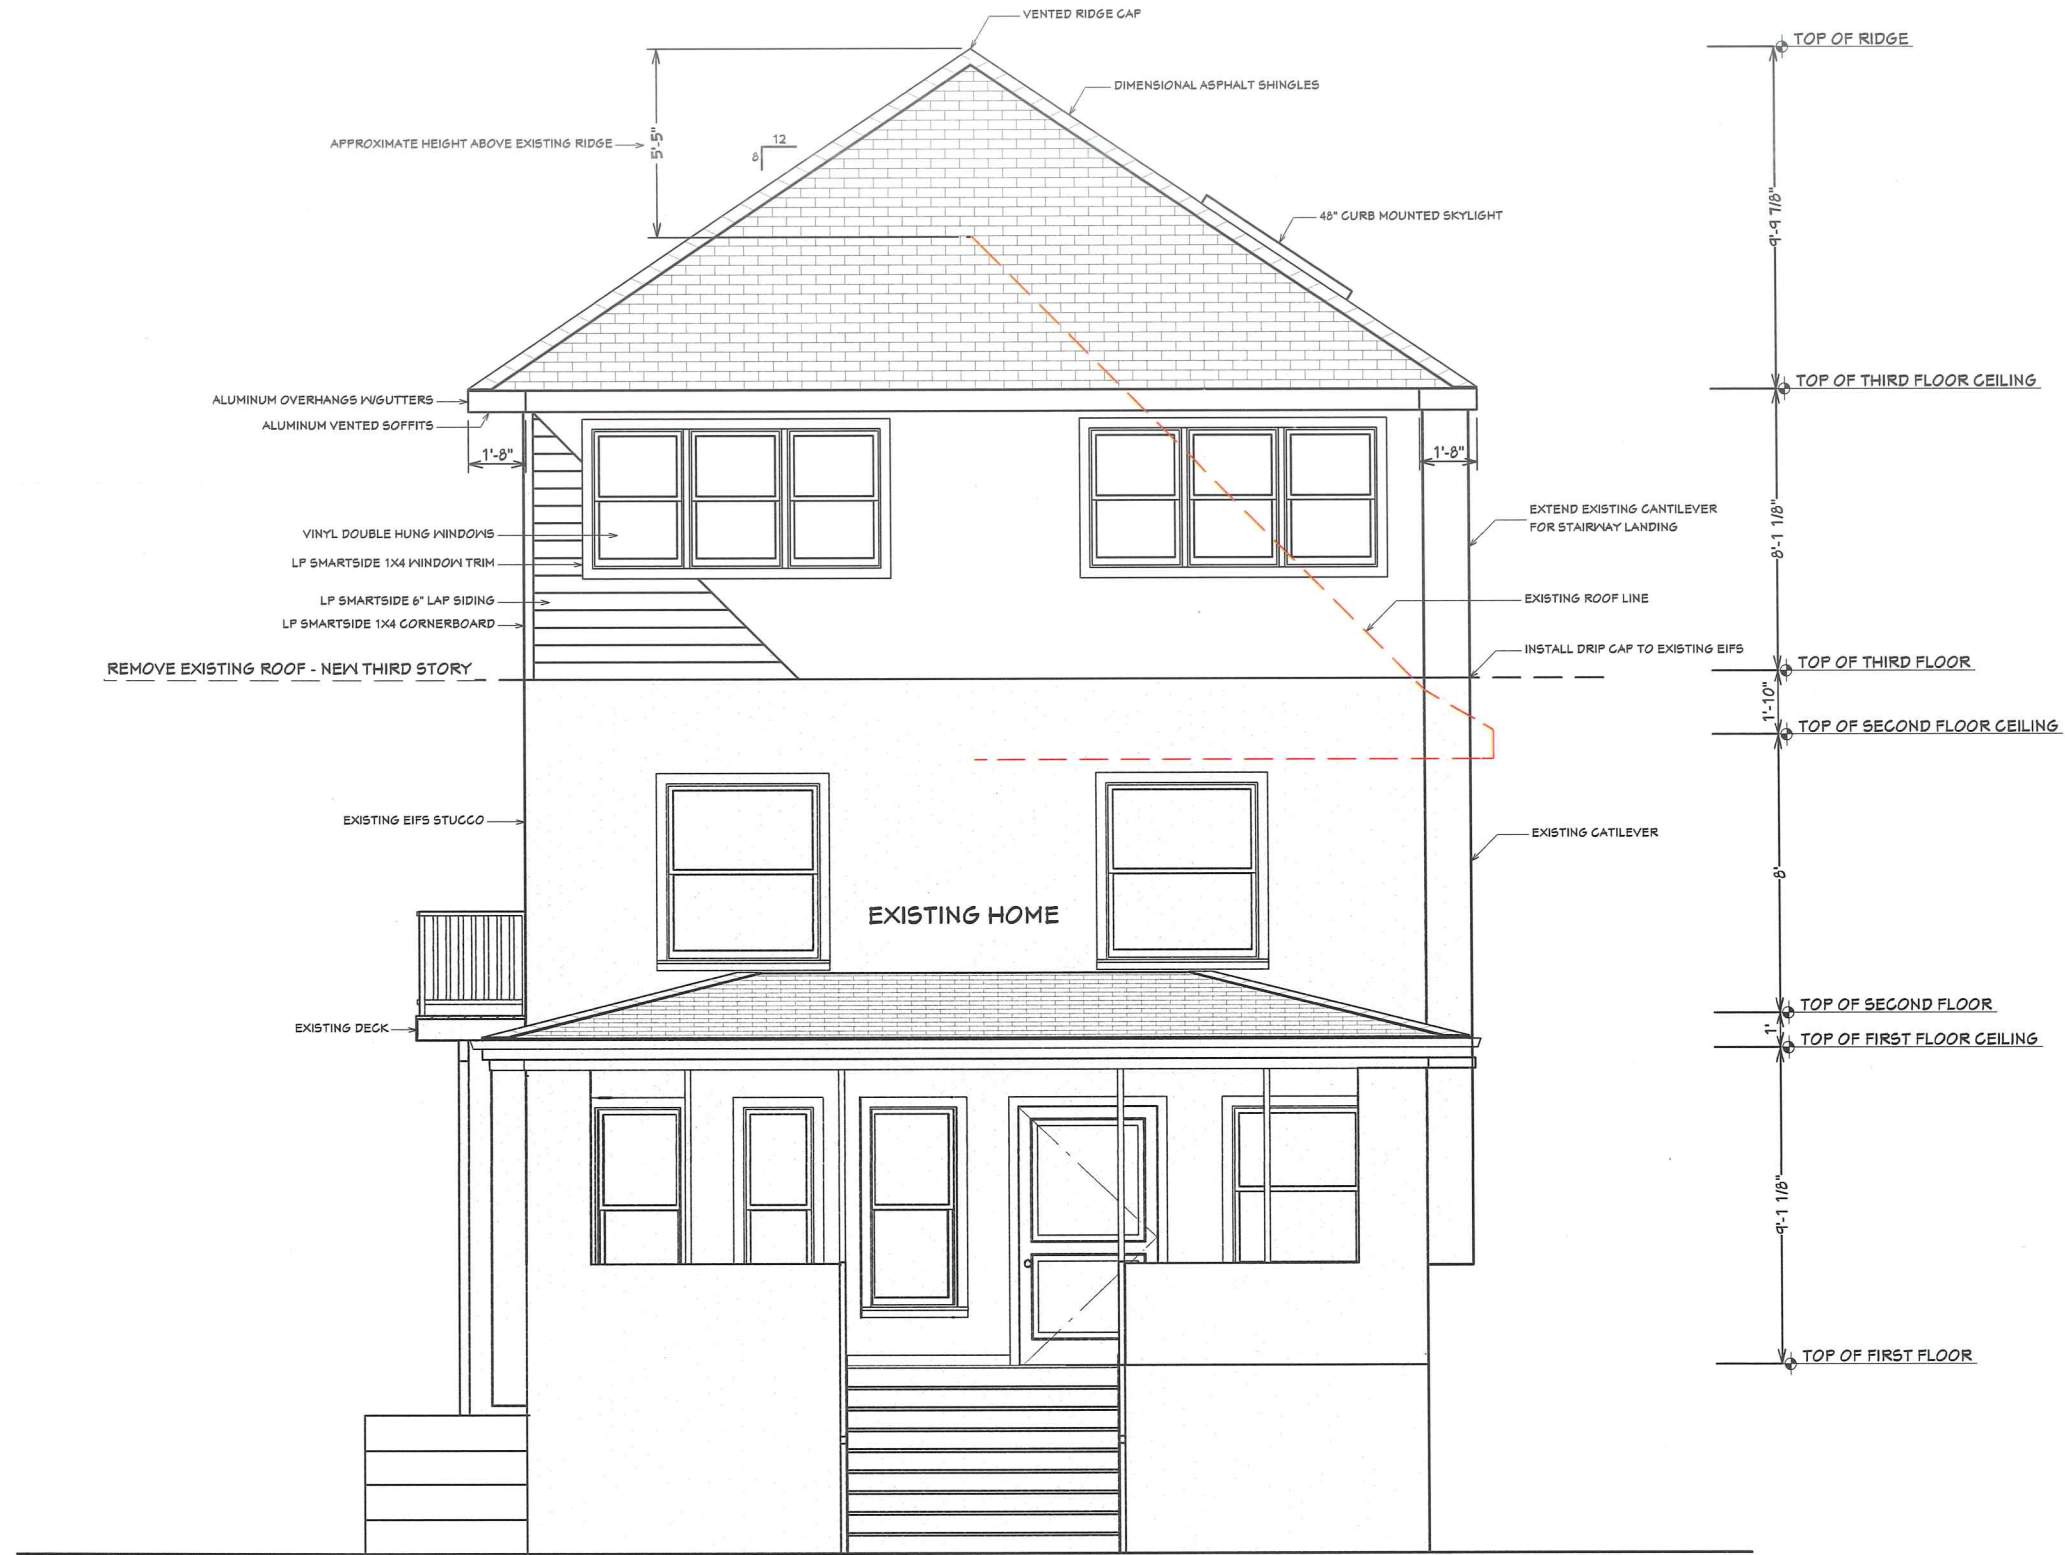 VENTED RIDGE CAP
TOP OF RIDGE
DIMENSIONAL ASPHALT SHINGLES
APPROXIMATE HEIGHT ABOVE EXISTING RIDGE
5'-5"
12
8
9'-9 7/8"
48" CURB MOUNTED SKYLIGHT
TOP OF THIRD FLOOR CEILING
ALUMINUM OVERHANGS W/GUTTERS
ALUMINUM VENTED SOFFITS
1'-8"
1'-8"
EXTEND EXISTING CANTILEVER
FOR STAIRWAY LANDING
8'-1 1/8"
VINYL DOUBLE HUNG WINDOWS
LP SMARTSIDE 1X4 WINDOW TRIM
LP SMARTSIDE 6" LAP SIDING
EXISTING ROOF LINE
LP SMARTSIDE 1X4 CORNERBOARD
INSTALL DRIP CAP TO EXISTING EIFS
REMOVE EXISTING ROOF - NEW THIRD STORY
TOP OF THIRD FLOOR
1'-10"
TOP OF SECOND FLOOR CEILING
EXISTING EIFS STUCCO
EXISTING CATILEVER
8'
EXISTING HOME
TOP OF SECOND FLOOR
EXISTING DECK
1'
TOP OF FIRST FLOOR CEILING
9'-1 1/8"
TOP OF FIRST FLOOR